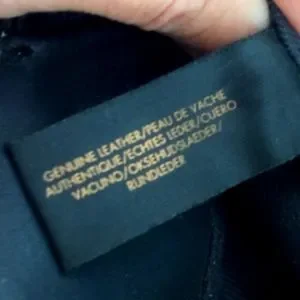 GENUINE LEATHER/PEAU DE VACHE
AUTHENTIQUE/ECHTES LEDER/CUERO
VACUNO/OKSEHUDSLAEDER/
RUNDLEDER